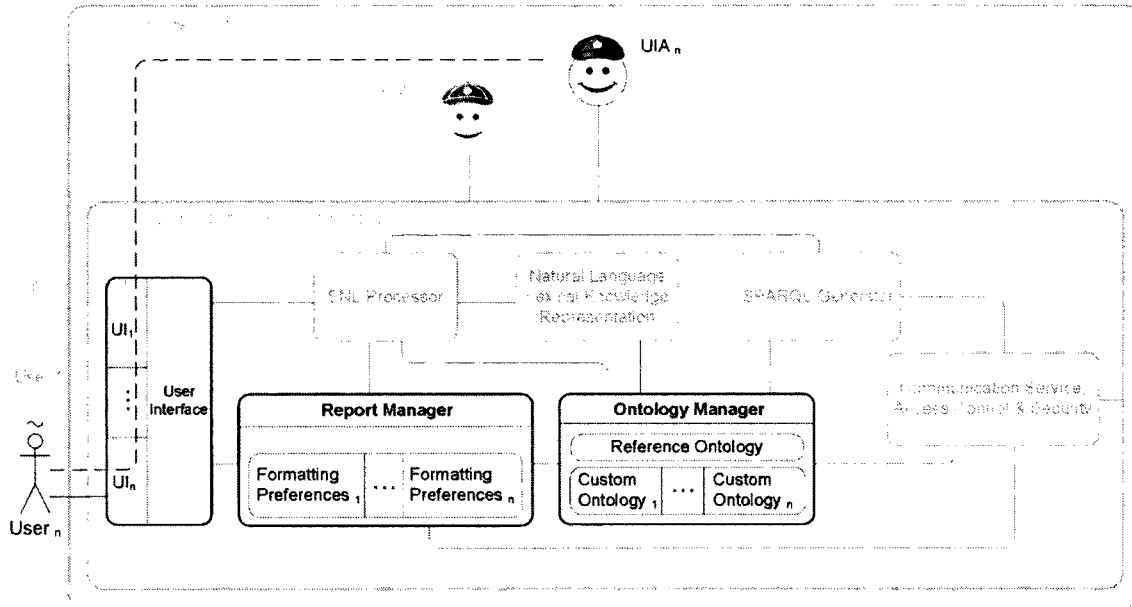 UIA n
SNL Processor
Natural Language
Lexical Knowledge
Representation
SPARQL Generator
UI1
⋮
UIn
User
Interface
Communication Service,
Access Control & Security
Report Manager
Formatting
Preferences 1
...
Formatting
Preferences n
Ontology Manager
Reference Ontology
Custom
Ontology 1
...
Custom
Ontology n
User n